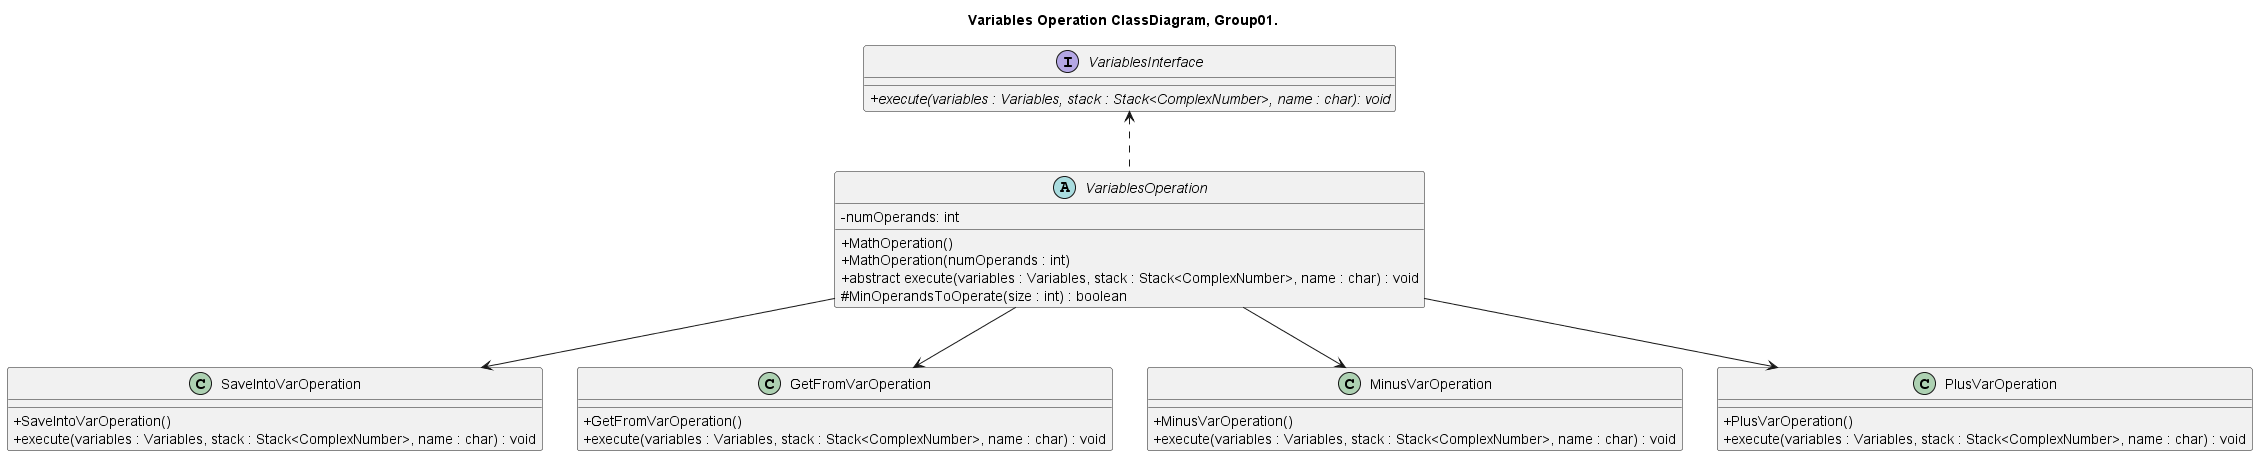 Variables Operation ClassDiagram, Group01.
I VariablesInterface
+execute(variables : Variables, stack : Stack<ComplexNumber>, name : char): void
A VariablesOperation
-numOperands: int
+MathOperation()
+MathOperation(numOperands : int)
+abstract execute(variables : Variables, stack : Stack<ComplexNumber>, name : char) : void
#MinOperandsToOperate(size : int) : boolean
C SaveIntoVarOperation
+SaveIntoVarOperation()
+execute(variables : Variables, stack : Stack<ComplexNumber>, name : char) : void
C GetFromVarOperation
+GetFromVarOperation()
+execute(variables : Variables, stack : Stack<ComplexNumber>, name : char) : void
C MinusVarOperation
+MinusVarOperation()
+execute(variables : Variables, stack : Stack<ComplexNumber>, name : char) : void
C PlusVarOperation
+PlusVarOperation()
+execute(variables : Variables, stack : Stack<ComplexNumber>, name : char) : void